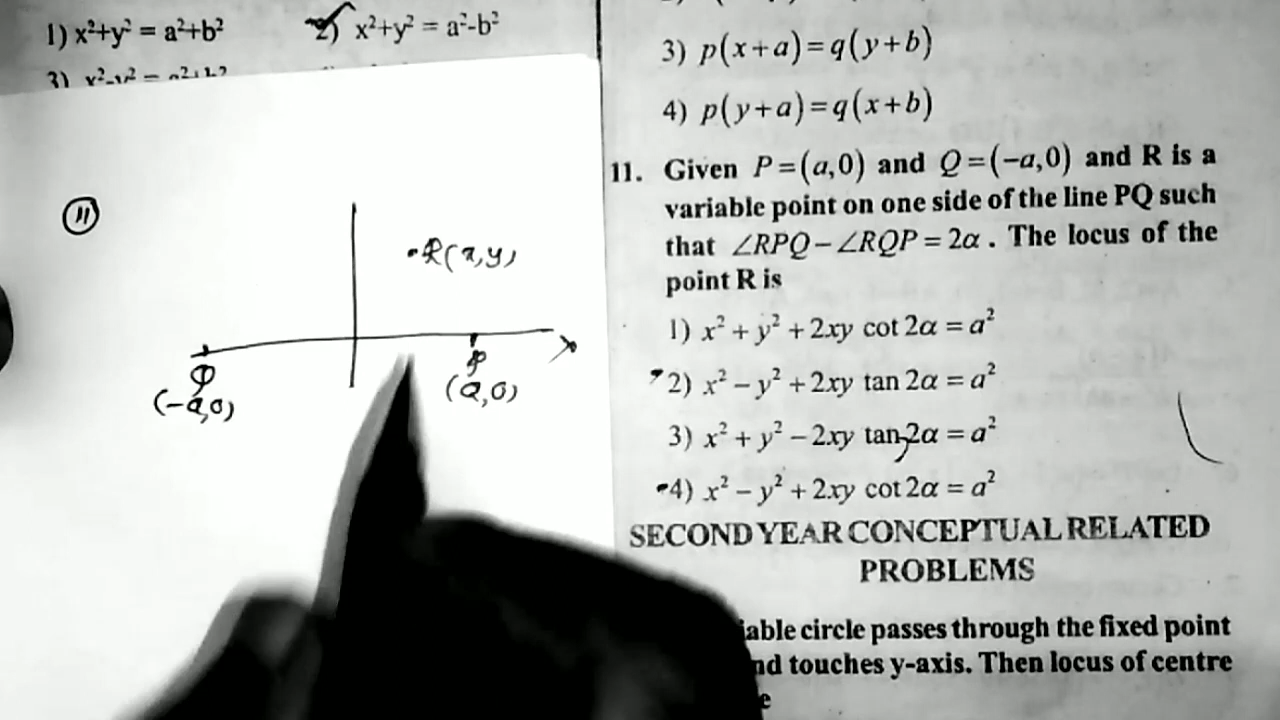 1) x²+y² = a²+b²
2) x²+y² = a²-b²
3) p(x+a)=q(y+b)
4) p(y+a)=q(x+b)
11. Given P=(a,0) and Q=(-a,0) and R is a
variable point on one side of the line PQ such
that ∠RPQ-∠RQP=2α. The locus of the
point R is
1) x²+y²+2xy cot 2α = a²
2) x²-y²+2xy tan 2α = a²
3) x²+y²-2xy tan 2α = a²
4) x²-y²+2xy cot 2α = a²
SECOND YEAR CONCEPTUAL RELATED
PROBLEMS
iable circle passes through the fixed point
nd touches y-axis. Then locus of centre
e
11
R(x,y)
Q
(-a,0)
P
(a,0)